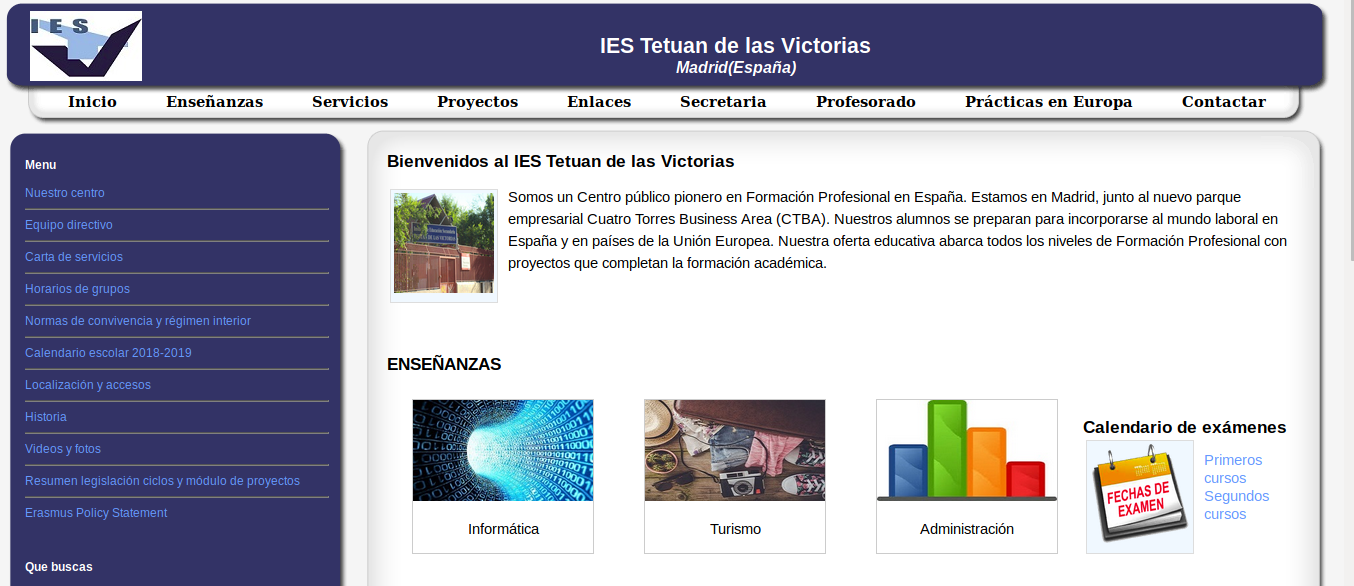 I E S
IES Tetuan de las Victorias
Madrid(España)
Inicio Enseñanzas Servicios Proyectos Enlaces Secretaria Profesorado Prácticas en Europa Contactar
Menu
Nuestro centro
Equipo directivo
Carta de servicios
Horarios de grupos
Normas de convivencia y régimen interior
Calendario escolar 2018-2019
Localización y accesos
Historia
Videos y fotos
Resumen legislación ciclos y módulo de proyectos
Erasmus Policy Statement
Que buscas
Bienvenidos al IES Tetuan de las Victorias
Somos un Centro público pionero en Formación Profesional en España. Estamos en Madrid, junto al nuevo parque
empresarial Cuatro Torres Business Area (CTBA). Nuestros alumnos se preparan para incorporarse al mundo laboral en
España y en países de la Unión Europea. Nuestra oferta educativa abarca todos los niveles de Formación Profesional con
proyectos que completan la formación académica.
ENSEÑANZAS
Informática
Turismo
Administración
Calendario de exámenes
FECHAS DE
EXAMEN
Primeros
cursos
Segundos
cursos